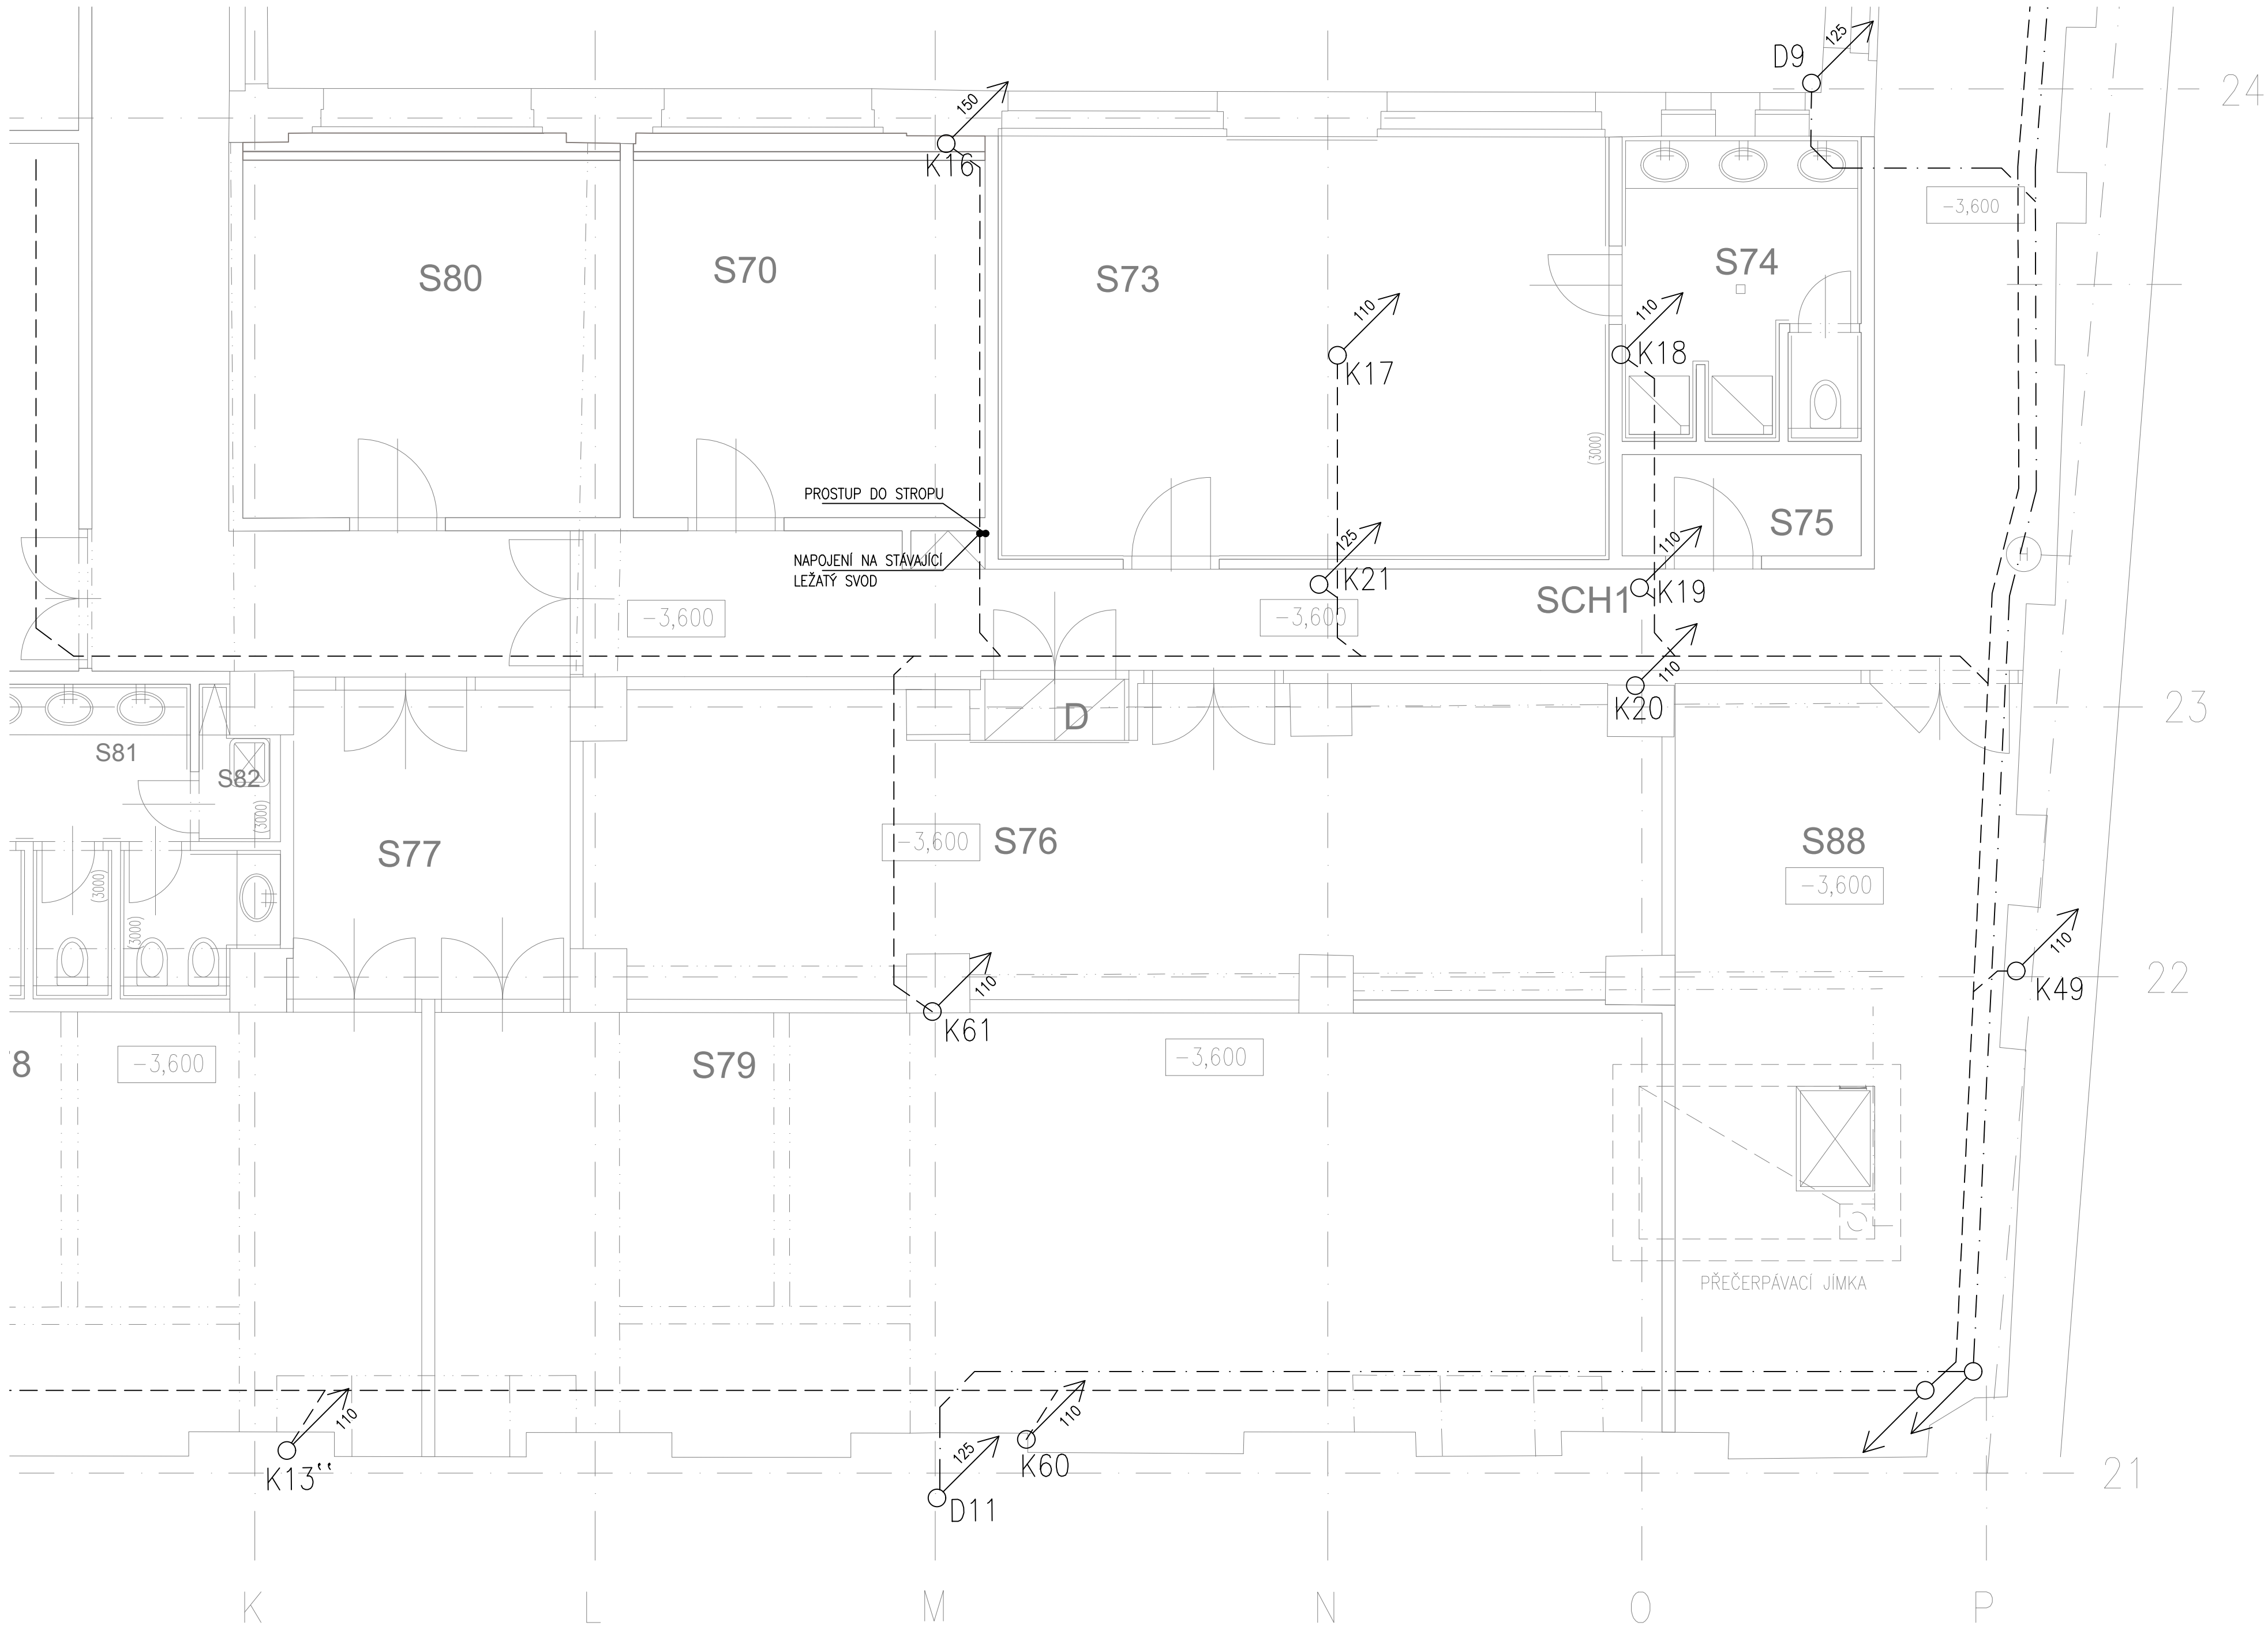 D9
125
24
150
K16
-3,600
S80
S70
S73
S74
110
K17
110
K18
(3000)
PROSTUP DO STROPU
S75
125
110
NAPOJENÍ NA STÁVAJÍCÍ
LEŽATÝ SVOD
K21
K19
SCH1
-3,600
-3,600
110
K20
23
D
S81
S82
(3000)
S77
-3,600
S76
S88
-3,600
(3000)
(3000)
110
K49
22
110
K61
8
-3,600
S79
-3,600
PŘEČERPÁVACÍ JÍMKA
110
K13“
110
K60
125
D11
21
K
L
M
N
O
P